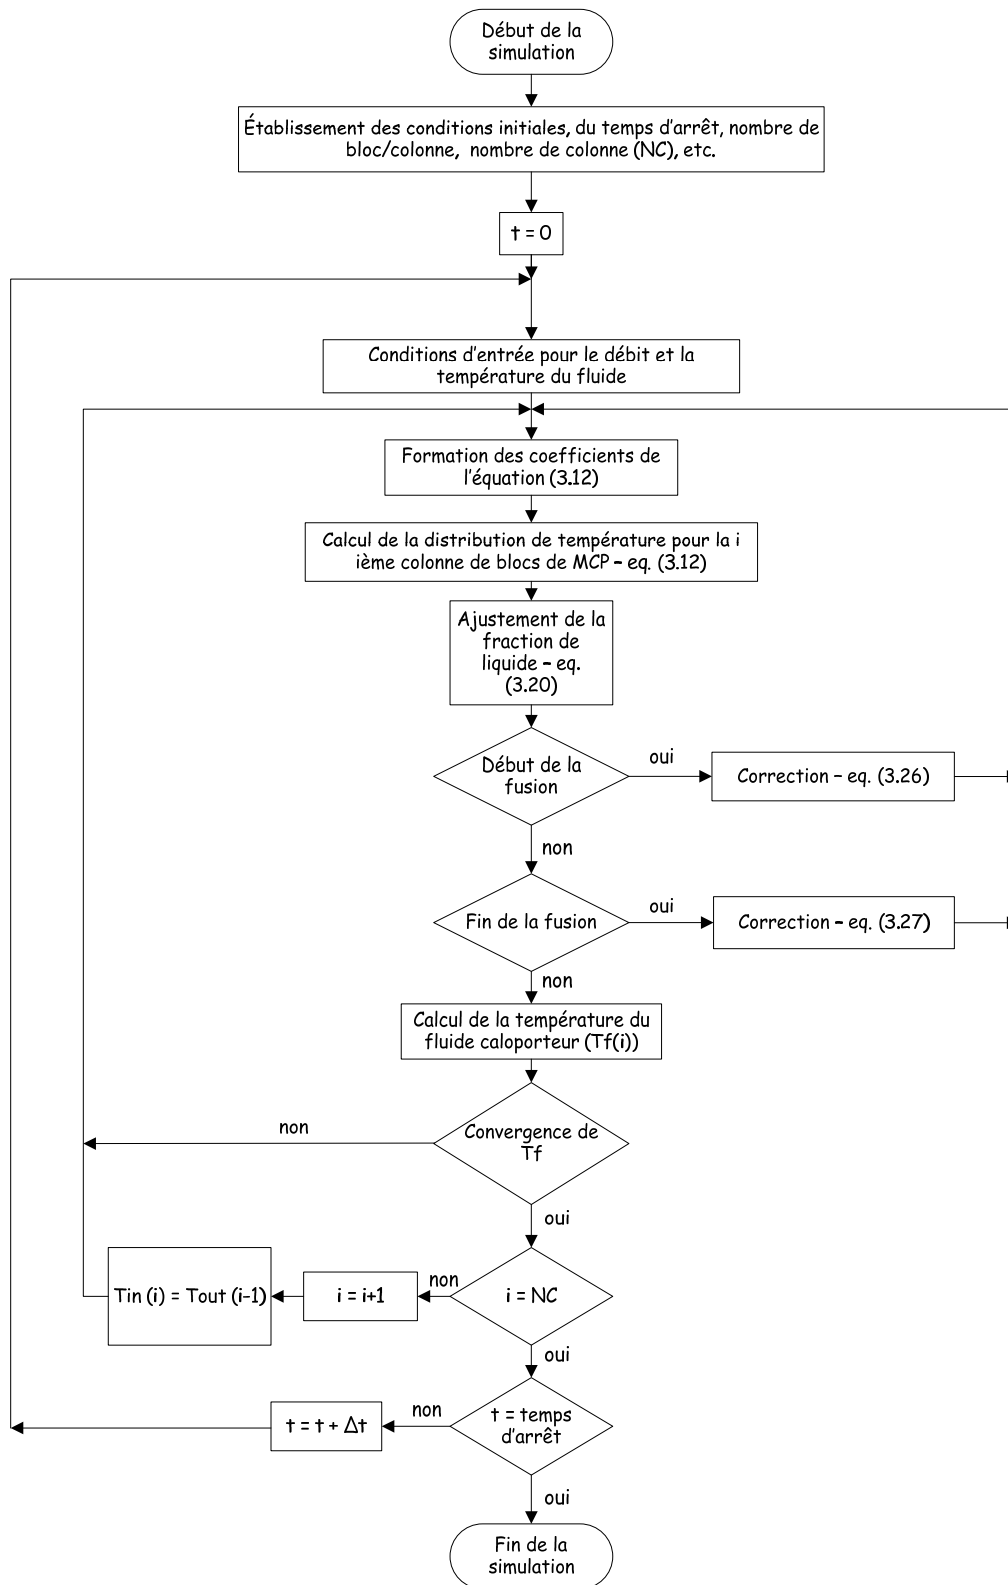 Début de la
simulation
Établissement des conditions initiales, du temps d'arrêt, nombre de
bloc/colonne, nombre de colonne (NC), etc.
t = 0
Conditions d'entrée pour le débit et la
température du fluide
Formation des coefficients de
l'équation (3.12)
Calcul de la distribution de température pour la i
ième colonne de blocs de MCP – eq. (3.12)
Ajustement de la
fraction de
liquide – eq.
(3.20)
Début de la
fusion
oui
Correction – eq. (3.26)
non
Fin de la fusion
oui
Correction – eq. (3.27)
non
Calcul de la température du
fluide caloporteur (Tf(i))
Convergence de
Tf
non
oui
i = NC
non
i = i+1
Tin (i) = Tout (i-1)
oui
t = temps
d'arrêt
non
t = t + Δt
oui
Fin de la
simulation